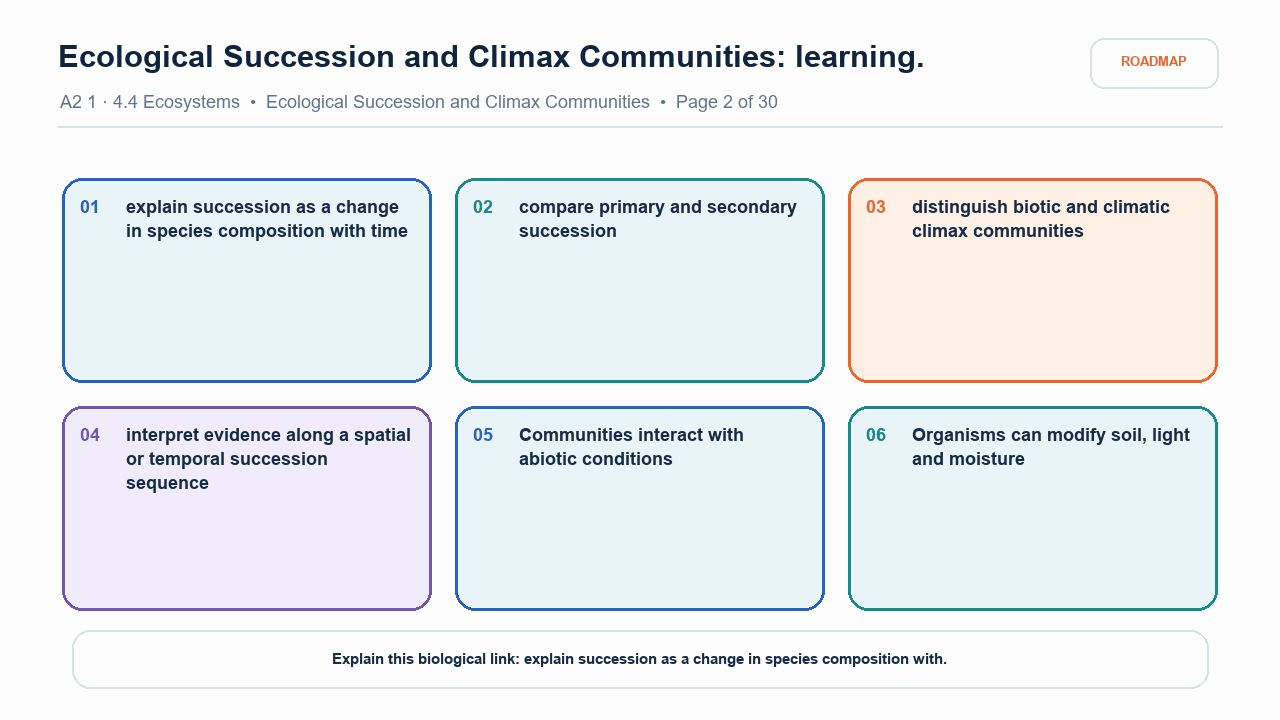 Ecological Succession and Climax Communities: learning.
ROADMAP
A2 1 · 4.4 Ecosystems • Ecological Succession and Climax Communities • Page 2 of 30
01
explain succession as a change
in species composition with time
02
compare primary and secondary
succession
03
distinguish biotic and climatic
climax communities
04
interpret evidence along a spatial
or temporal succession
sequence
05
Communities interact with
abiotic conditions
06
Organisms can modify soil, light
and moisture
Explain this biological link: explain succession as a change in species composition with.